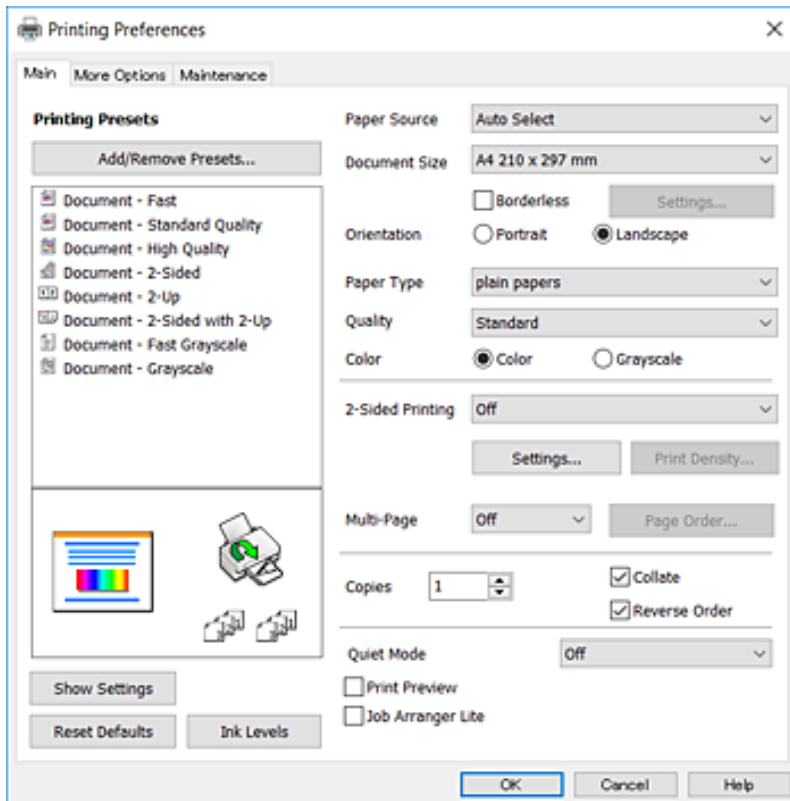 Printing Preferences
Main More Options Maintenance
Printing Presets
Add/Remove Presets...
Document - Fast
Document - Standard Quality
Document - High Quality
Document - 2-Sided
Document - 2-Up
Document - 2-Sided with 2-Up
Document - Fast Grayscale
Document - Grayscale
Show Settings
Reset Defaults Ink Levels
Paper Source Auto Select
Document Size A4 210 x 297 mm
Borderless Settings...
Orientation Portrait Landscape
Paper Type plain papers
Quality Standard
Color Color Grayscale
2-Sided Printing Off
Settings... Print Density...
Multi-Page Off Page Order...
Copies 1 Collate
Reverse Order
Quiet Mode Off
Print Preview
Job Arranger Lite
OK Cancel Help